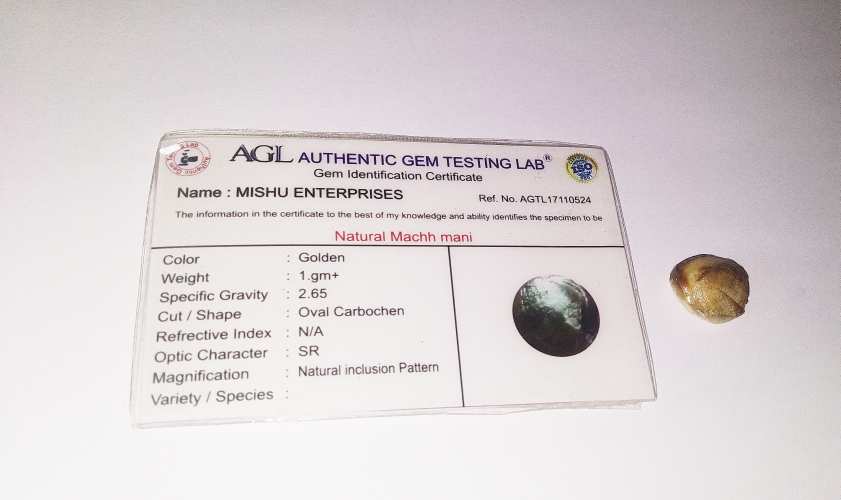 AGL AUTHENTIC GEM TESTING LAB®
Gem Identification Certificate
Name : MISHU ENTERPRISES
Ref. No. AGTL17110524
The information in the certificate to the best of my knowledge and ability identifies the specimen to be
Natural Machh mani
Color : Golden
Weight : 1.gm+
Specific Gravity : 2.65
Cut / Shape : Oval Carbochen
Refractive Index : N/A
Optic Character : SR
Magnification : Natural inclusion Pattern
Variety / Species :